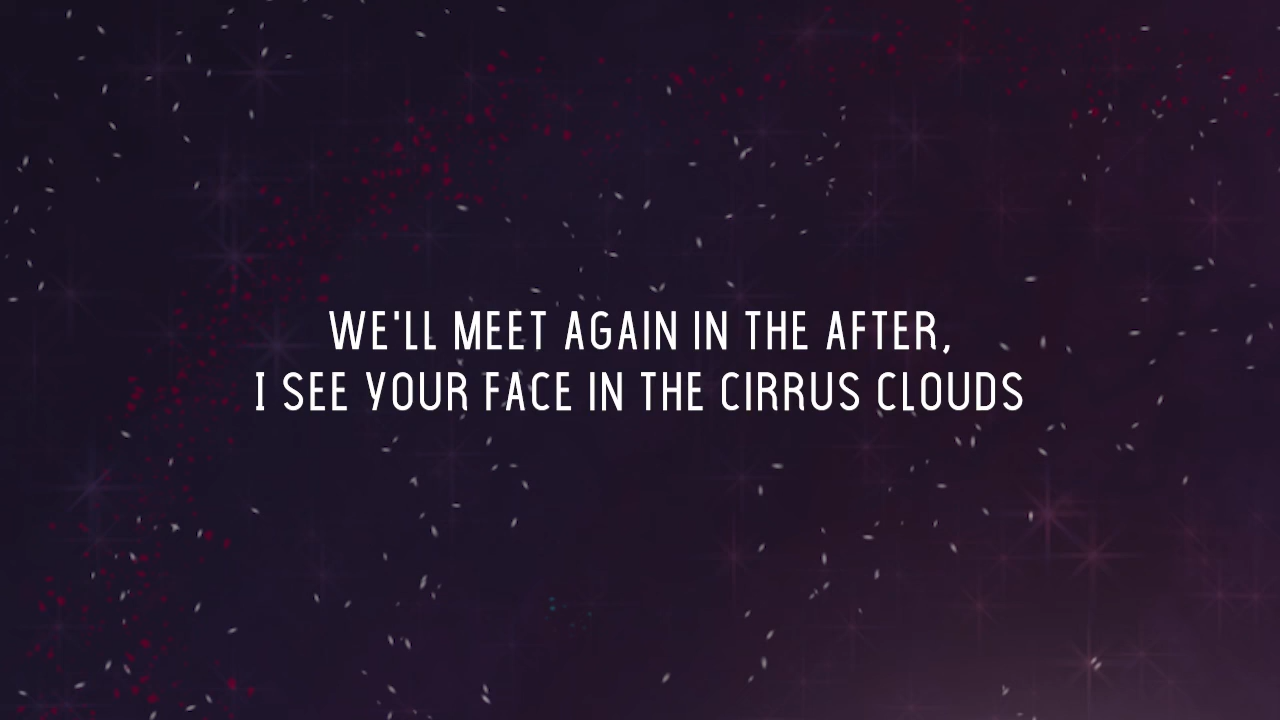 WE'LL MEET AGAIN IN THE AFTER,
I SEE YOUR FACE IN THE CIRRUS CLOUDS